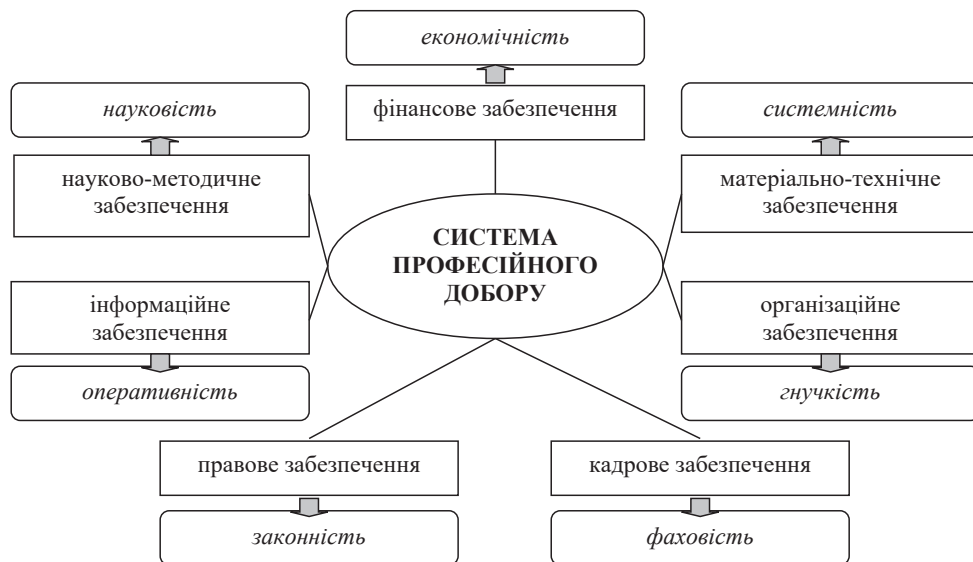 економічність
фінансове забезпечення
науковість
науково-методичне
забезпечення
системність
матеріально-технічне
забезпечення
СИСТЕМА
ПРОФЕСІЙНОГО
ДОБОРУ
інформаційне
забезпечення
оперативність
організаційне
забезпечення
гнучкість
правове забезпечення
законність
кадрове забезпечення
фаховість